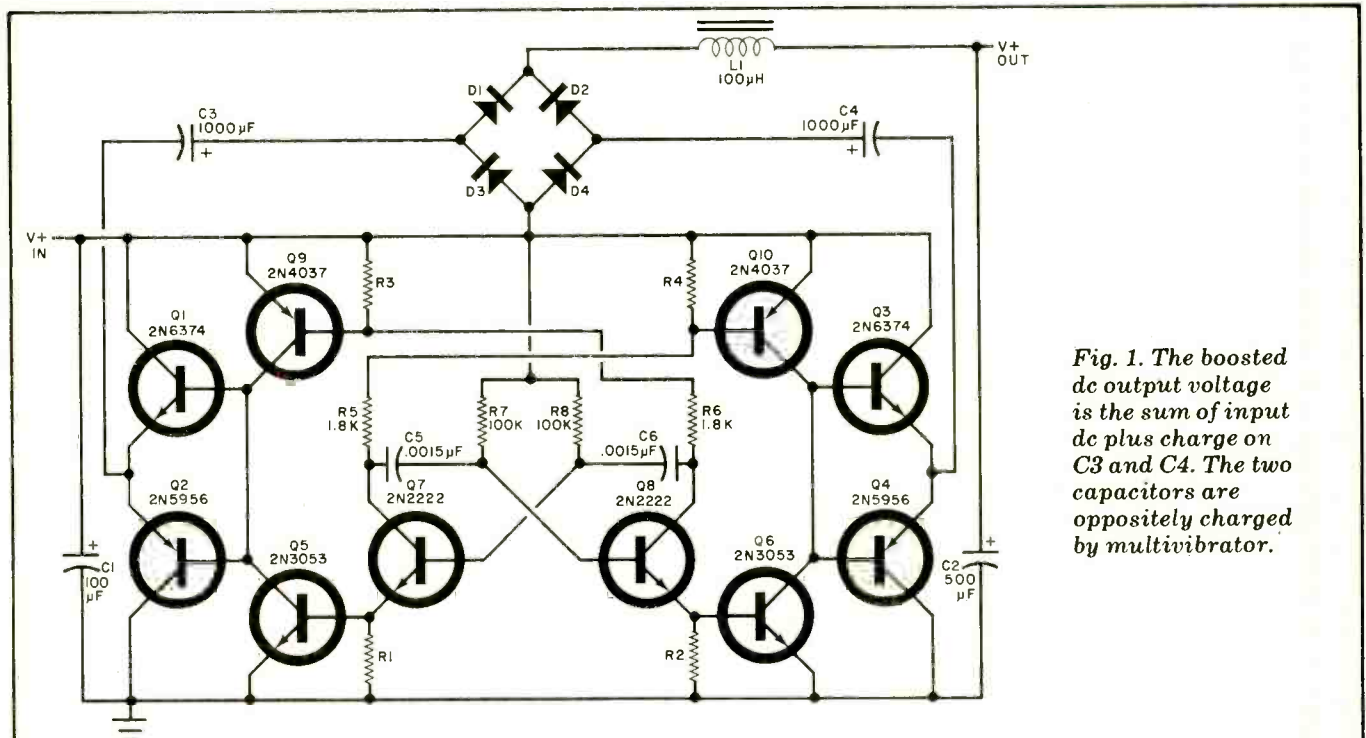 L1
100µH
V+
OUT
D1
D2
C3
1000µF
+
C4
1000µF
+
D3
D4
V+
IN
Q9
2N4037
R3
R4
Q10
2N4037
Q1
2N6374
Q3
2N6374
R5
1.8K
R7
100K
R8
100K
R6
1.8K
C5
.0015µF
C6
.0015µF
Q2
2N5956
Q7
2N2222
Q8
2N2222
Q4
2N5956
Q5
2N3053
Q6
2N3053
+
C1
100
µF
+
C2
500
µF
R1
R2
Fig. 1. The boosted
dc output voltage
is the sum of input
dc plus charge on
C3 and C4. The two
capacitors are
oppositely charged
by multivibrator.